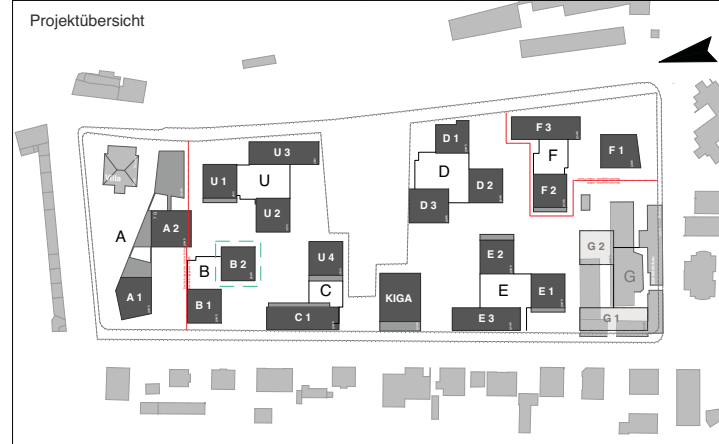 Projektübersicht
F 3
D 1
F 1
U 3
F
Villa
U 1
U
D
D 2
F 2
D 3
U 2
A
A 2
G 2
U 4
E 2
B 2
B
G
A 1
C
KIGA
E
E 1
B 1
C 1
E 3
G 1